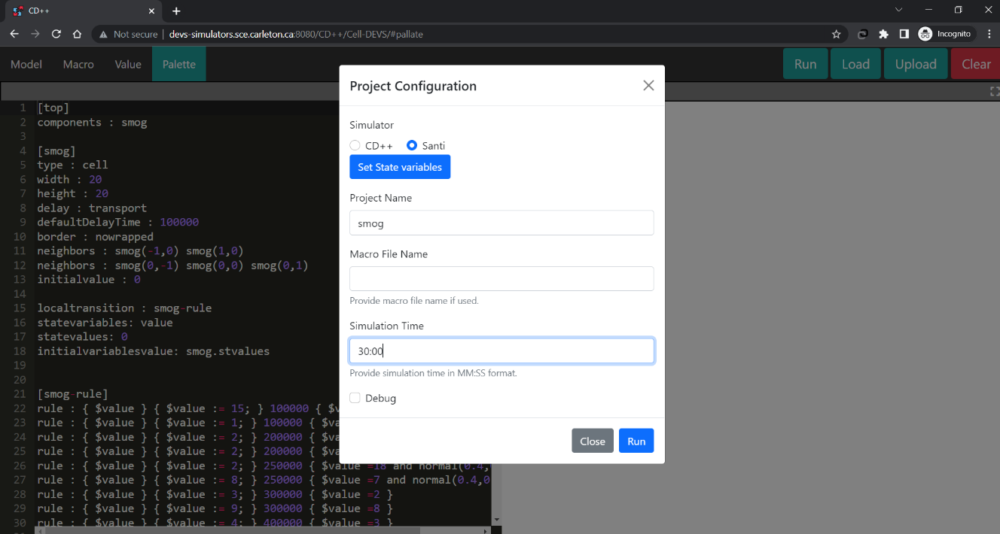 CD++
Not secure | devs-simulators.sce.carleton.ca:8080/CD++/Cell-DEVS/#pallate
Incognito
Model Macro Value Palette Run Load Upload Clear
Project Configuration
Simulator
CD++ Santi
Set State variables
Project Name
smog
Macro File Name
Provide macro file name if used.
Simulation Time
30:00
Provide simulation time in MM:SS format.
Debug
Close Run
1 [top]
2 components : smog
3
4 [smog]
5 type : cell
6 width : 20
7 height : 20
8 delay : transport
9 defaultDelayTime : 100000
10 border : nowrapped
11 neighbors : smog(-1,0) smog(1,0)
12 neighbors : smog(0,-1) smog(0,0) smog(0,1)
13 initialvalue : 0
14
15 localtransition : smog-rule
16 statevariables: value
17 statevalues: 0
18 initialvariablesvalue: smog.stvalues
19
20
21 [smog-rule]
22 rule : { $value } { $value := 15; } 100000 { $v
23 rule : { $value } { $value := 1; } 100000 { $va
24 rule : { $value } { $value := 2; } 200000 { $va
25 rule : { $value } { $value := 2; } 200000 { $va
26 rule : { $value } { $value := 2; } 250000 { $value =18 and normal(0.4,
27 rule : { $value } { $value := 8; } 250000 { $value =7 and normal(0.4,0
28 rule : { $value } { $value := 3; } 300000 { $value =2 }
29 rule : { $value } { $value := 9; } 300000 { $value =8 }
30 rule : { $value } { $value := 4; } 400000 { $value =3 }